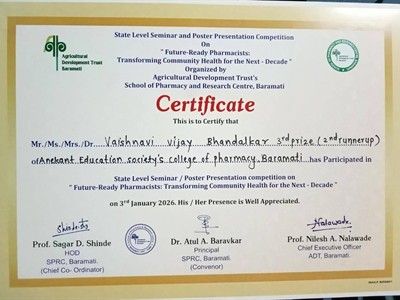 State Level Seminar and Poster Presentation Competition
On
" Future-Ready Pharmacists:
Transforming Community Health for the Next - Decade "
Organized by
Agricultural Development Trust's
School of Pharmacy and Research Centre, Baramati
Agricultural
Development Trust
Baramati
Certificate
This is to Certify that
Mr./Ms./Mrs./Dr. Vaishnavi Vijay Bhandalkar 3rd prize (2nd runnerup)
of Anekant Education society's college of pharmacy, Baramati has Participated in
State Level Seminar / Poster Presentation competition on
" Future-Ready Pharmacists: Transforming Community Health for the Next - Decade "
on 3rd January 2026. His / Her Presence is Well Appreciated.
Prof. Sagar D. Shinde
HOD
SPRC, Baramati.
(Chief Co- Ordinator)
Dr. Atul A. Baravkar
Principal
SPRC, Baramati.
(Convenor)
Nalawade
Prof. Nilesh A. Nalawade
Chief Executive Officer
ADT, Baramati.